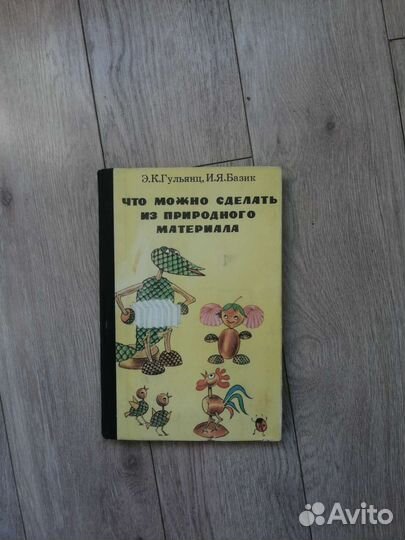 Э.К.Гульянц, И.Я.Базик
ЧТО МОЖНО СДЕЛАТЬ
ИЗ ПРИРОДНОГО
МАТЕРИАЛА
Avito